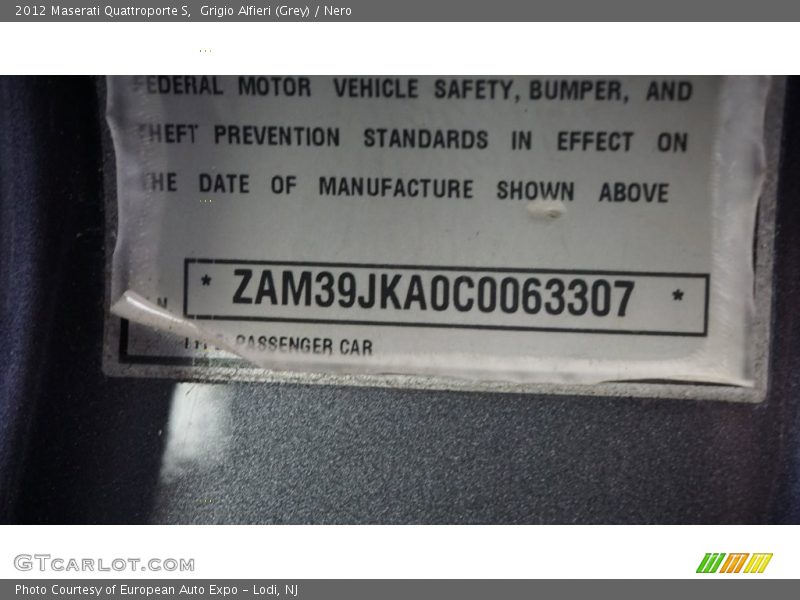 2012 Maserati Quattroporte S,  Grigio Alfieri (Grey) / Nero
FEDERAL MOTOR VEHICLE SAFETY, BUMPER, AND
THEFT PREVENTION STANDARDS IN EFFECT ON
THE DATE OF MANUFACTURE SHOWN ABOVE
* ZAM39JKA0C0063307 *
PASSENGER CAR
GTCARLOT.COM
Photo Courtesy of European Auto Expo - Lodi, NJ